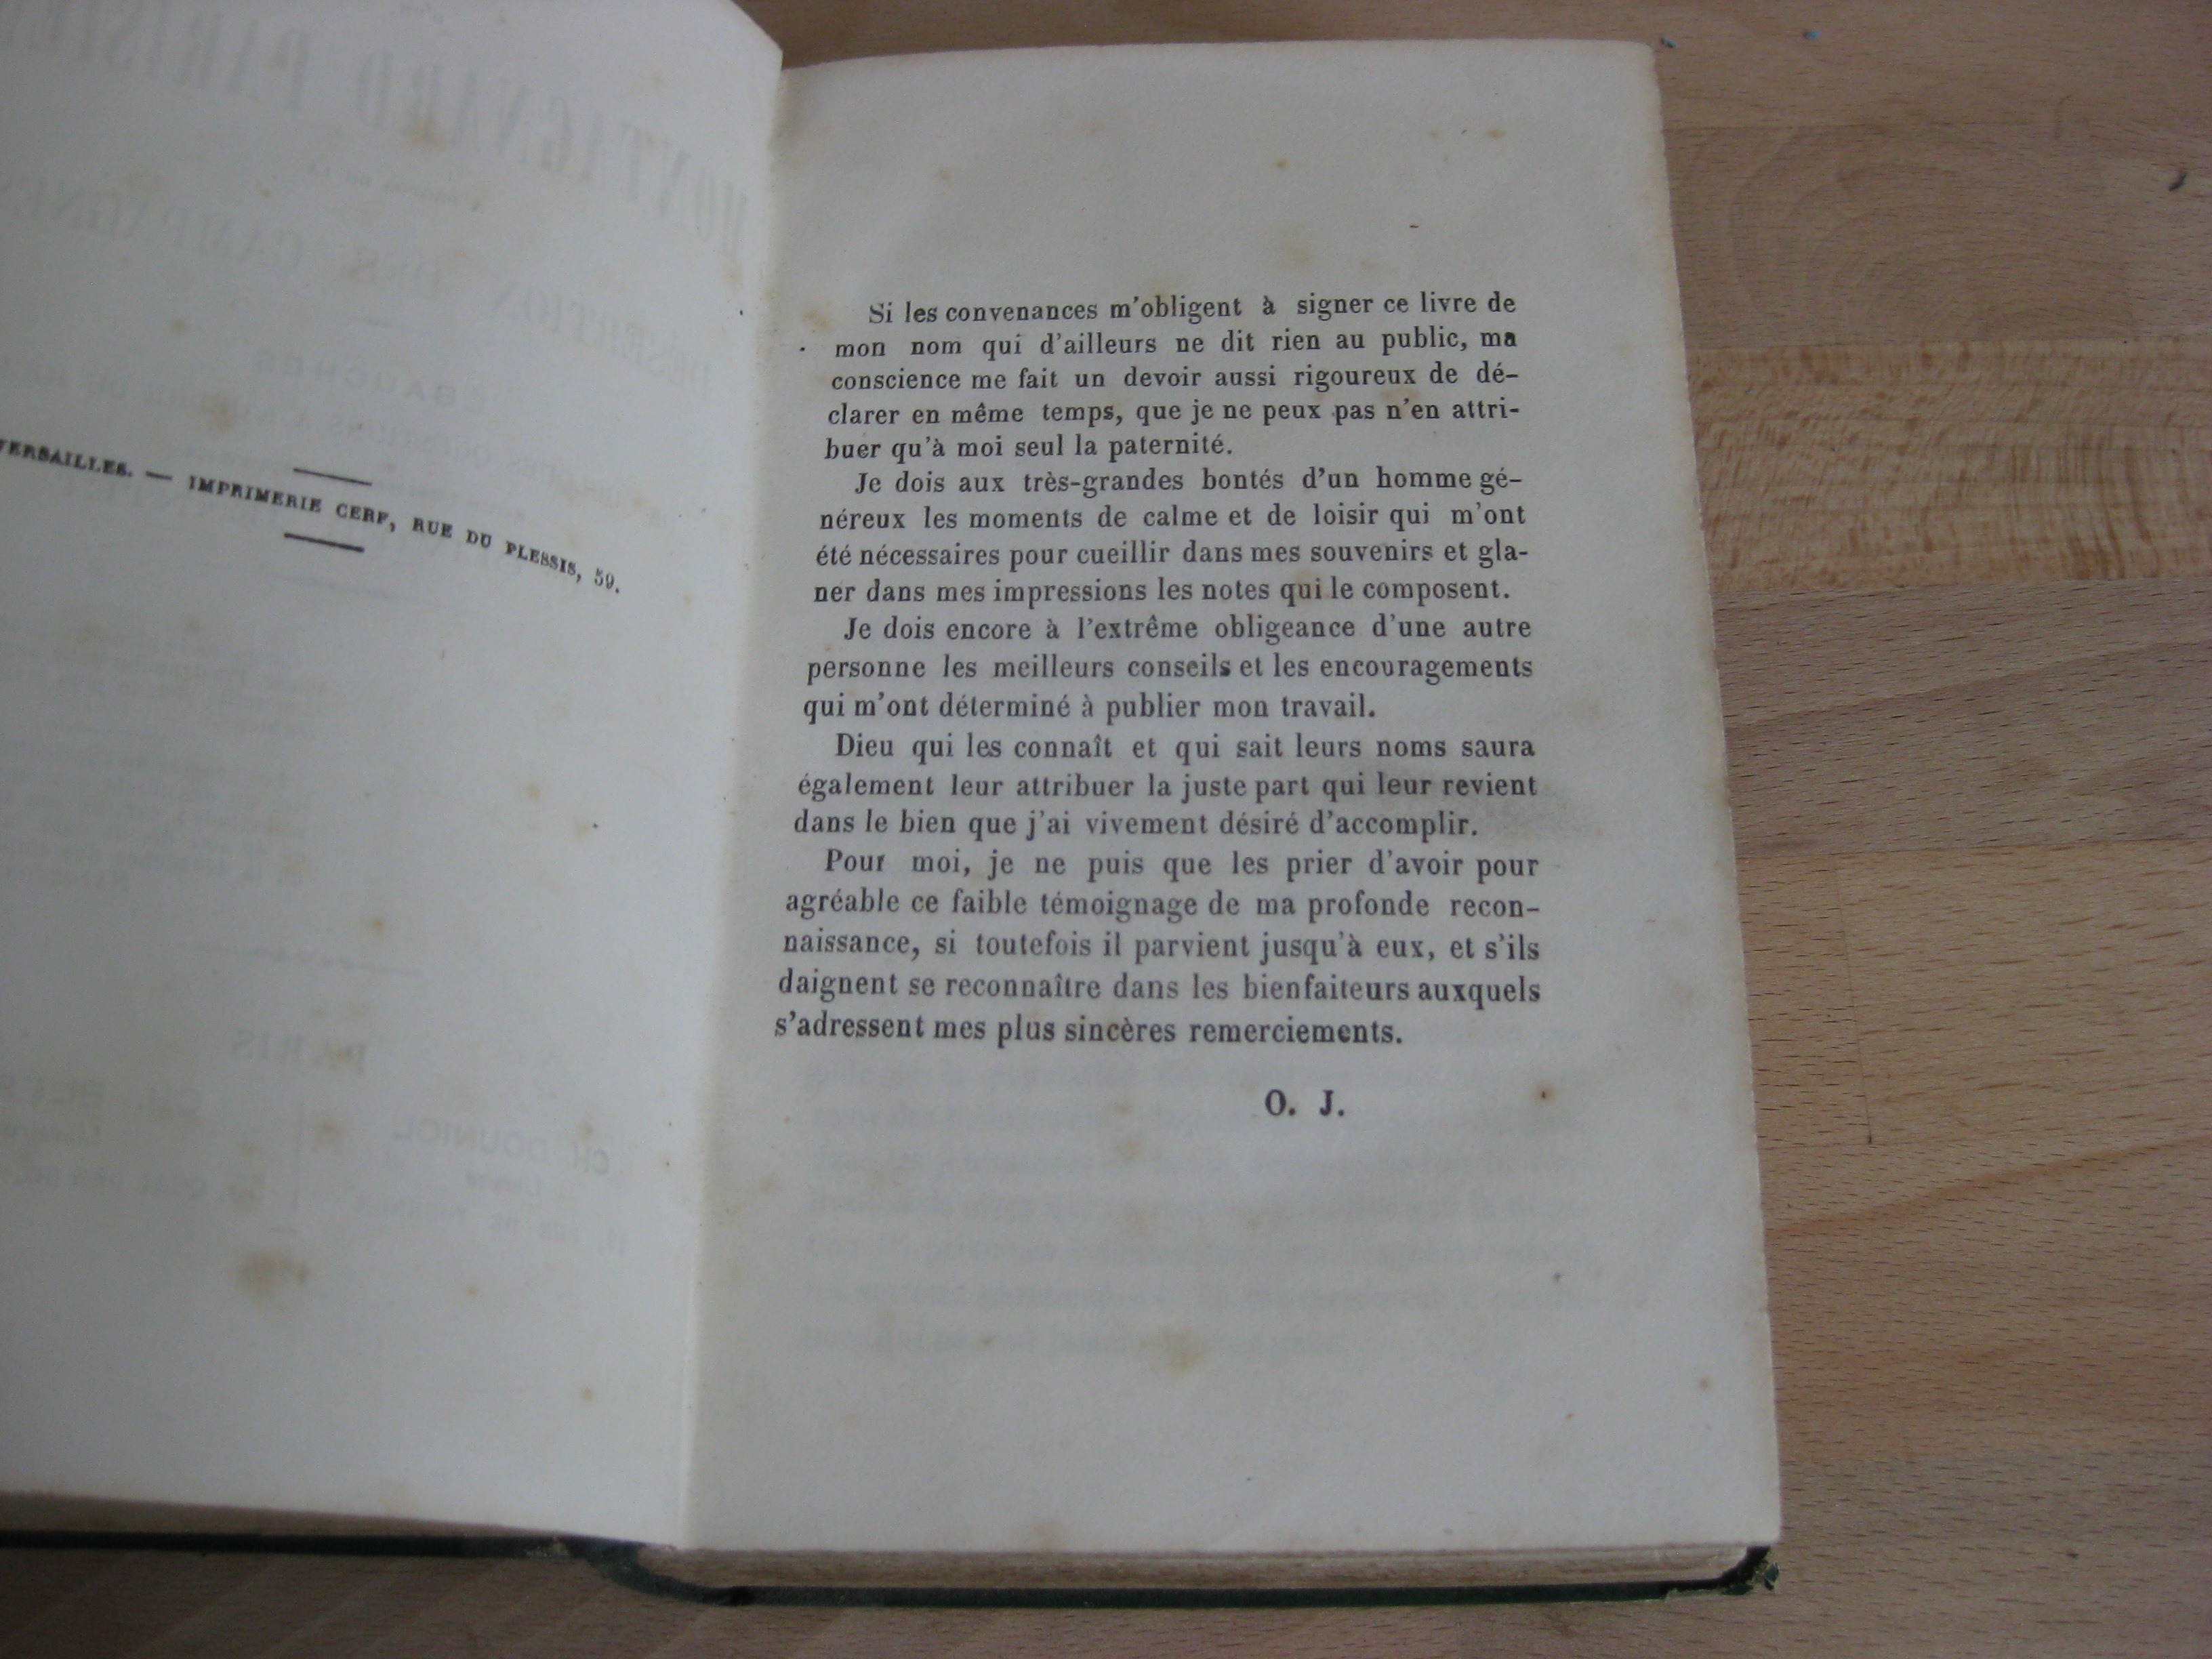 VERSAILLES. — IMPRIMERIE CERF, RUE DU PLESSIS, 59.
Si les convenances m'obligent à signer ce livre de
mon nom qui d'ailleurs ne dit rien au public, ma
conscience me fait un devoir aussi rigoureux de dé-
clarer en même temps, que je ne peux pas n'en attri-
buer qu'à moi seul la paternité.
Je dois aux très-grandes bontés d'un homme gé-
néreux les moments de calme et de loisir qui m'ont
été nécessaires pour cueillir dans mes souvenirs et gla-
ner dans mes impressions les notes qui le composent.
Je dois encore à l'extrême obligeance d'une autre
personne les meilleurs conseils et les encouragements
qui m'ont déterminé à publier mon travail.
Dieu qui les connaît et qui sait leurs noms saura
également leur attribuer la juste part qui leur revient
dans le bien que j'ai vivement désiré d'accomplir.
Pour moi, je ne puis que les prier d'avoir pour
agréable ce faible témoignage de ma profonde recon-
naissance, si toutefois il parvient jusqu'à eux, et s'ils
daignent se reconnaître dans les bienfaiteurs auxquels
s'adressent mes plus sincères remerciements.
O. J.